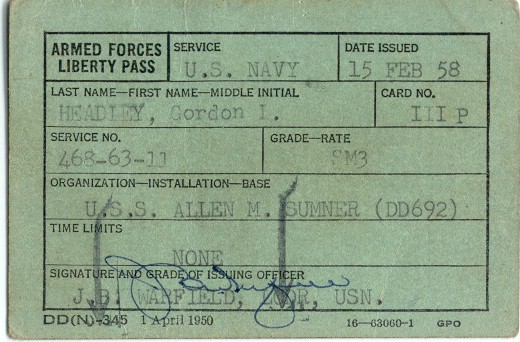 ARMED FORCES LIBERTY PASS
SERVICE
U.S. NAVY
DATE ISSUED
15 FEB 58
LAST NAME—FIRST NAME—MIDDLE INITIAL
HEADLEY, Gordon I.
CARD NO.
III P
SERVICE NO.
468-63-11
GRADE—RATE
SM3
ORGANIZATION—INSTALLATION—BASE
U.S.S. ALLEN M. SUMNER (DD692)
TIME LIMITS
NONE
SIGNATURE AND GRADE OF ISSUING OFFICER
J.B. WARFIELD, LCDR, USN.
DD(N)-345 1 April 1950 16—63060-1 GPO